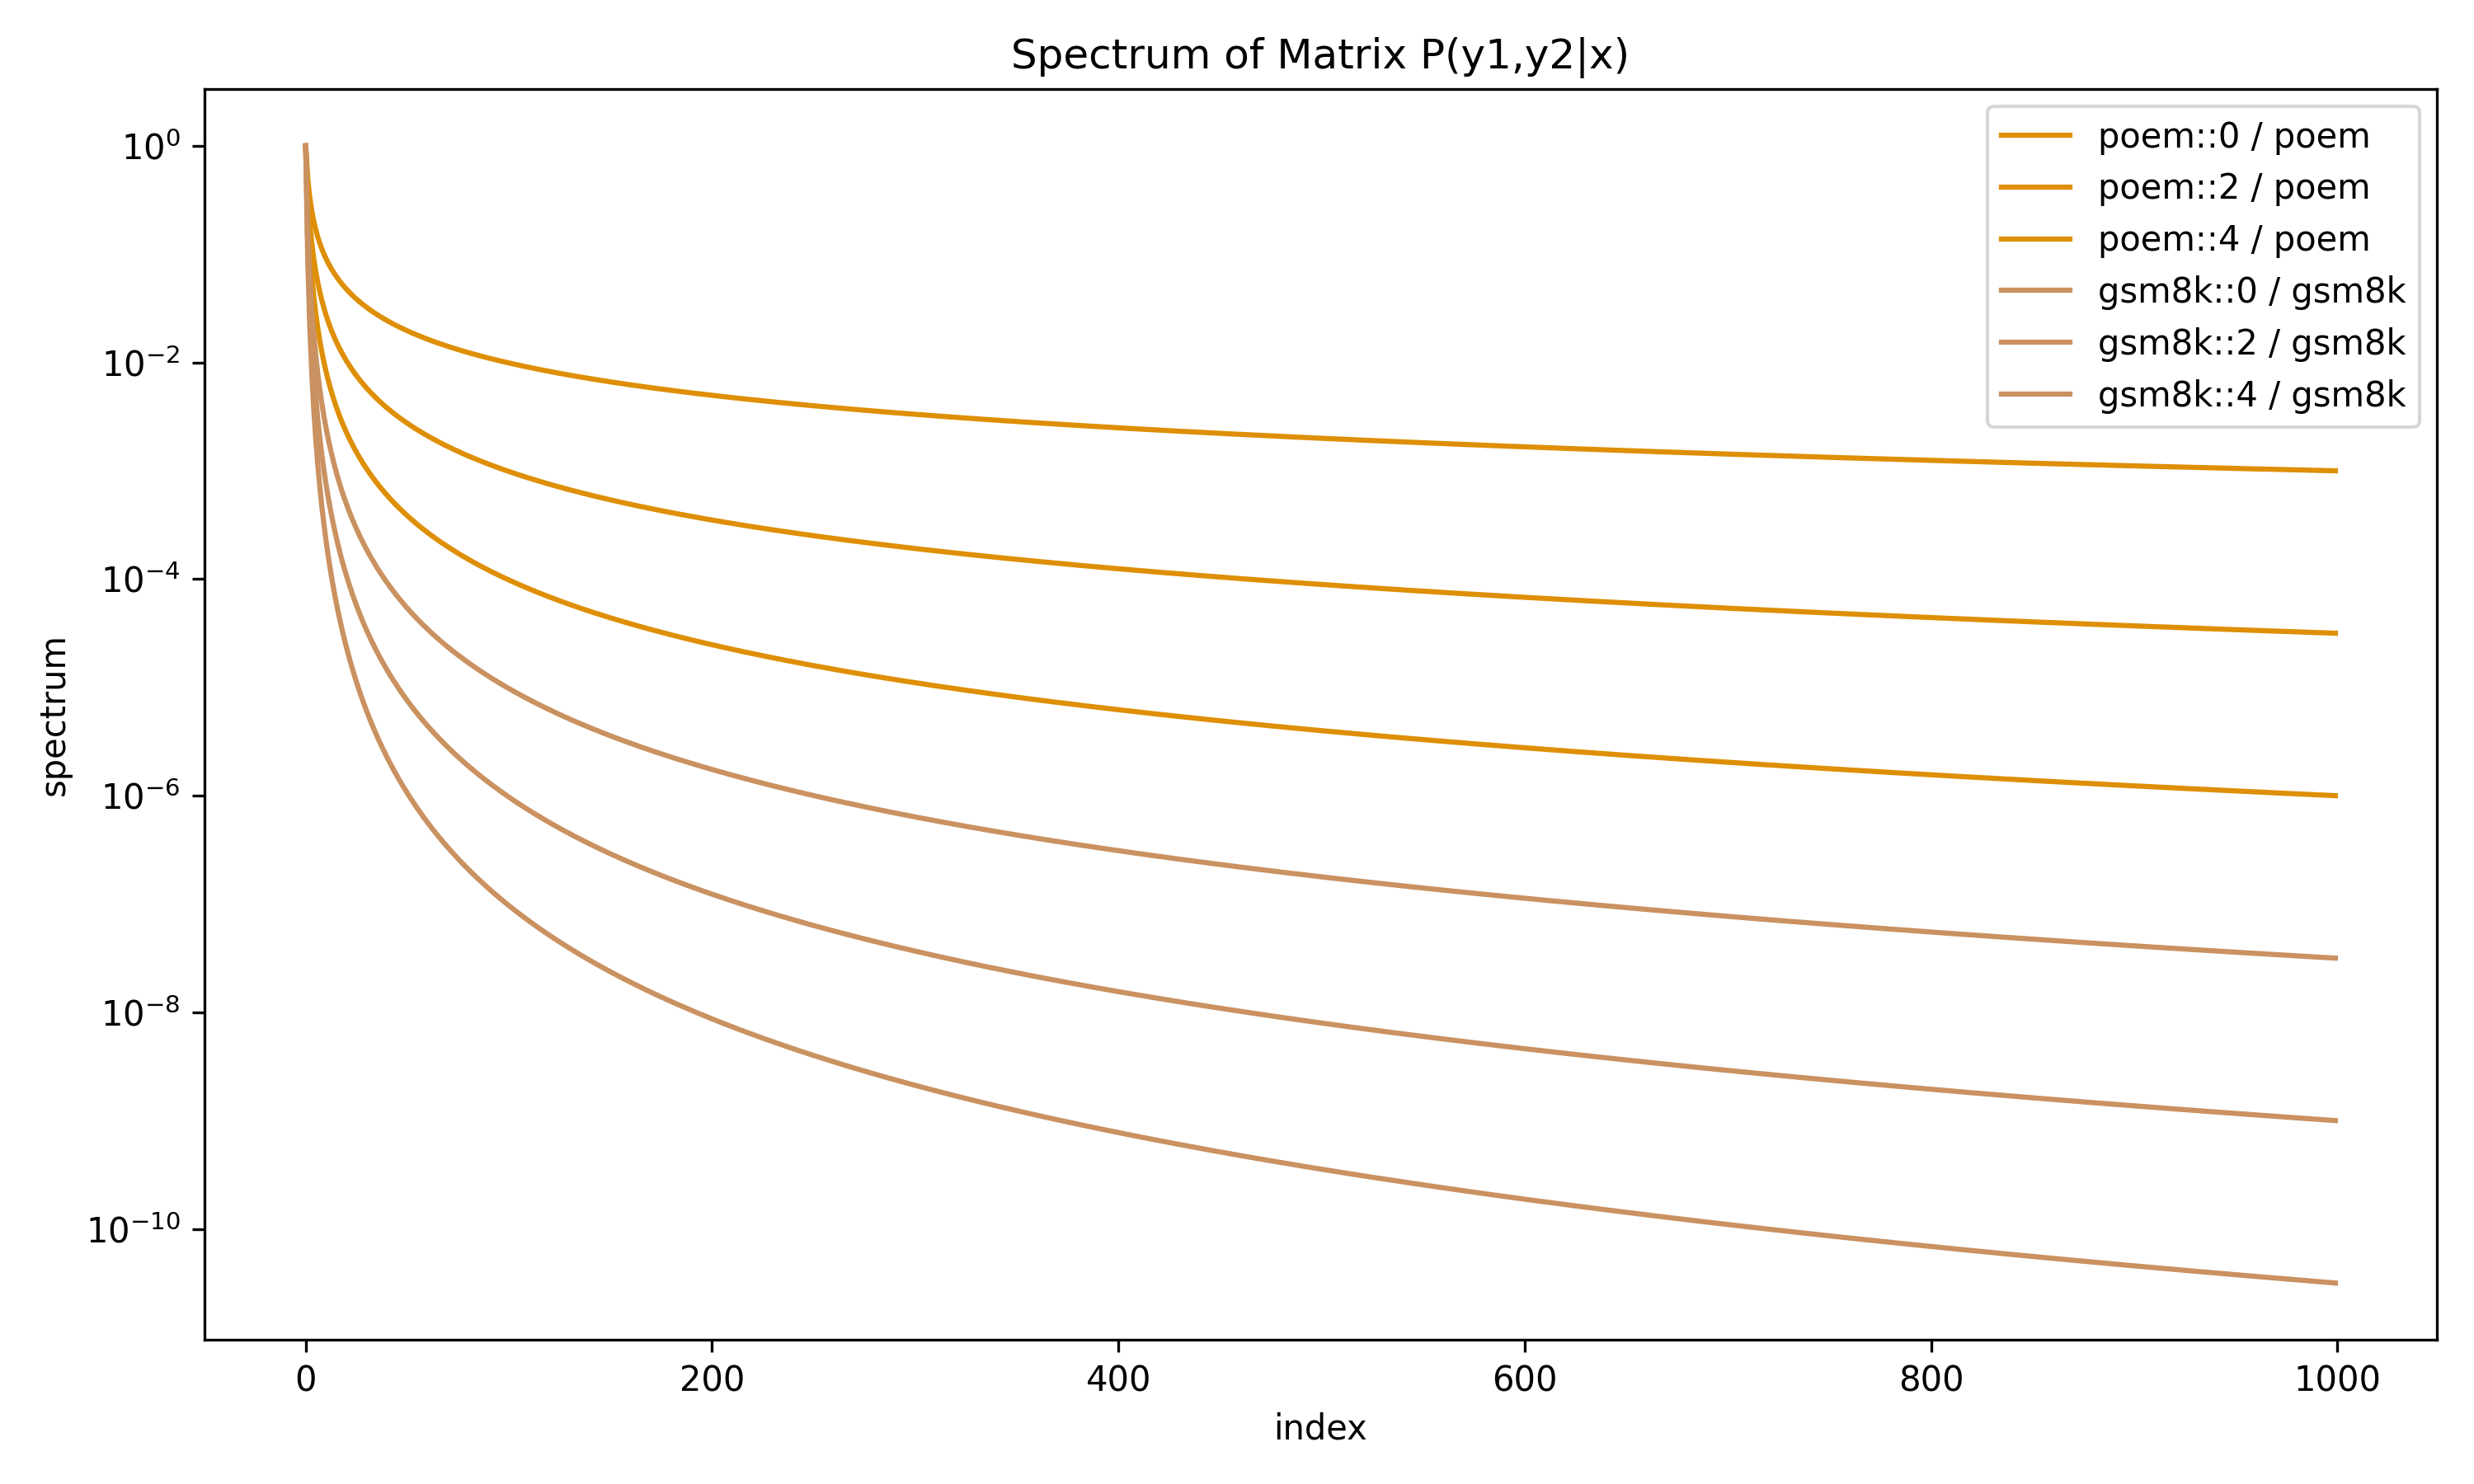 Spectrum of Matrix P(y1,y2|x)
poem::0 / poem
poem::2 / poem
poem::4 / poem
gsm8k::0 / gsm8k
gsm8k::2 / gsm8k
gsm8k::4 / gsm8k
10⁰
10⁻²
10⁻⁴
10⁻⁶
10⁻⁸
10⁻¹⁰
spectrum
0 200 400 600 800 1000
index